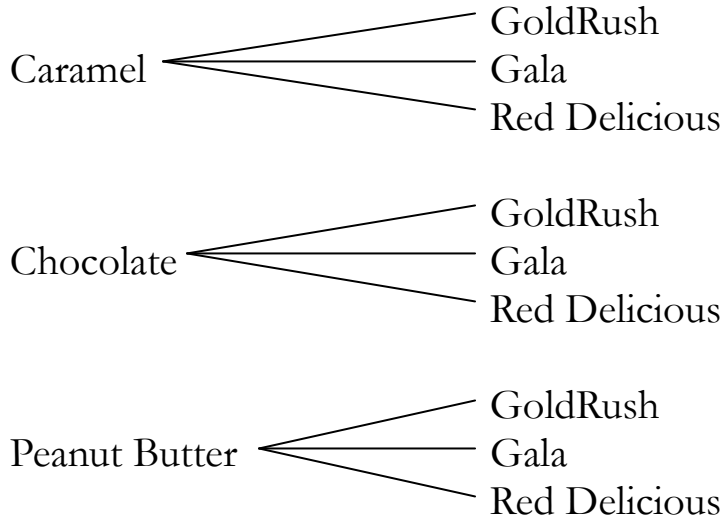 GoldRush
Caramel
Gala
Red Delicious
GoldRush
Chocolate
Gala
Red Delicious
GoldRush
Peanut Butter
Gala
Red Delicious